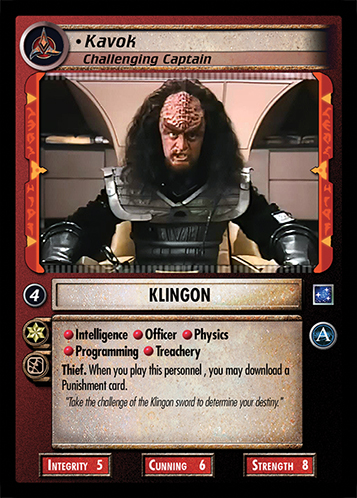 • Kavok
Challenging Captain
4
KLINGON
A
Intelligence Officer Physics
Programming Treachery
Thief. When you play this personnel , you may download a
Punishment card.
"Take the challenge of the Klingon sword to determine your destiny."
INTEGRITY 5 CUNNING 6 STRENGTH 8